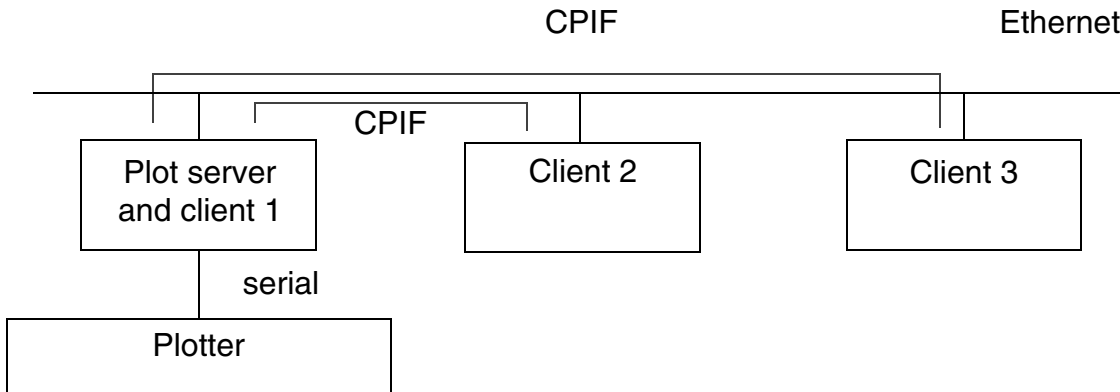 CPIF
Ethernet
CPIF
Plot server
and client 1
Client 2
Client 3
serial
Plotter